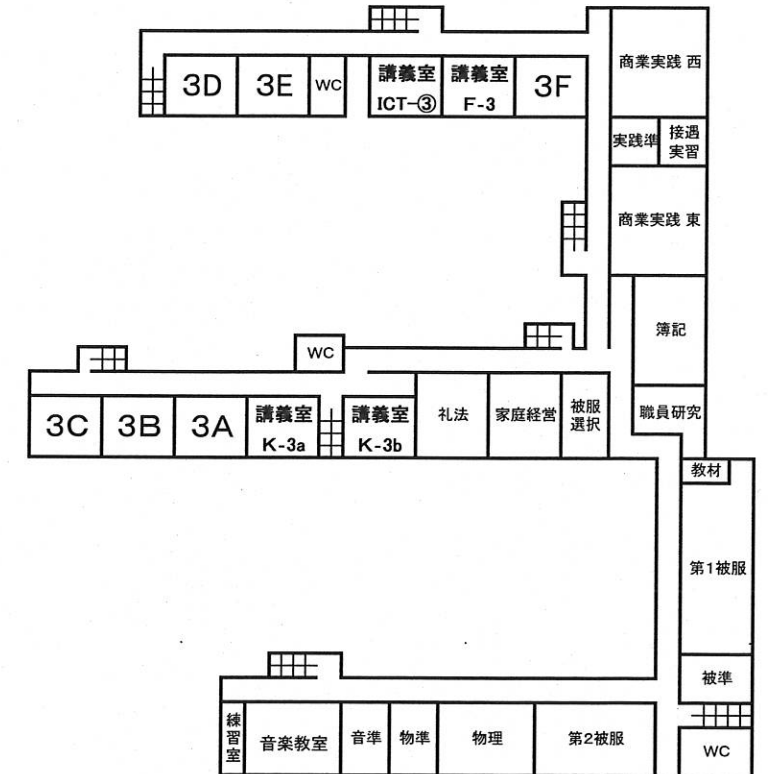 商業実践 西
3D
3E
WC
講義室
ICT-③
講義室
F-3
3F
実践準
接遇
実習
商業実践 東
簿記
WC
3C
3B
3A
講義室
K-3a
講義室
K-3b
礼法
家庭経営
被服
選択
職員研究
教材
第1被服
被準
練習室
音楽教室
音準
物準
物理
第2被服
WC